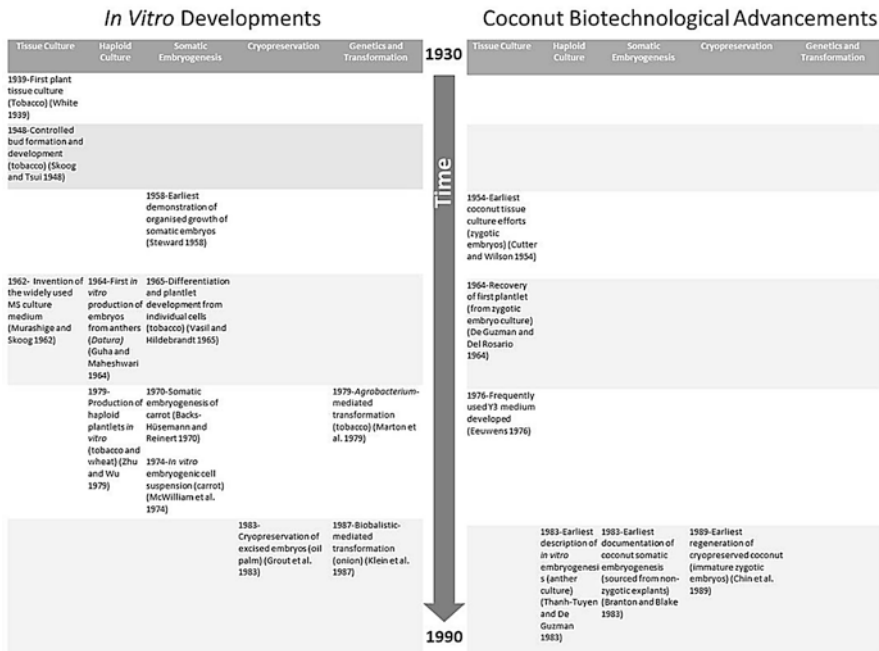 In Vitro Developments
Coconut Biotechnological Advancements
Tissue Culture
Haploid
Culture
Somatic
Embryogenesis
Cryopreservation
Genetics and
Transformation
1930
Tissue Culture
Haploid
Culture
Somatic
Embryogenesis
Cryopreservation
Genetics and
Transformation
Time
1939-First plant
tissue culture
(Tobacco) (White
1939)
1948-Controlled
bud formation and
development
(tobacco) (Skoog
and Tsui 1948)
1958-Earliest
demonstration of
organised growth of
somatic embryos
(Steward 1958)
1954-Earliest
coconut tissue
culture efforts
(zygotic
embryos) (Cutter
and Wilson 1954)
1962- Invention of
the widely used
MS culture
medium
(Murashige and
Skoog 1962)
1964-First in
vitro
production of
embryos
from anthers
(Datura)
(Guha and
Maheshwari
1964)
1965-Differentiation
and plantlet
development from
individual cells
(tobacco) (Vasil and
Hildebrandt 1965)
1964-Recovery
of first plantlet
(from zygotic
embryo culture)
(De Guzman and
Del Rosario
1964)
1979-
Production of
haploid
plantlets in
vitro
(tobacco and
wheat) (Zhu
and Wu
1979)
1970-Somatic
embryogenesis of
carrot (Backs-
Hüsemann and
Reinert 1970)
1974-In vitro
embryogenic cell
suspension (carrot)
(McWilliam et al.
1974)
1979-Agrobacterium-
mediated
transformation
(tobacco) (Marton
et al. 1979)
1976-Frequently
used Y3 medium
developed
(Eeuwens 1976)
1983-
Cryopreservation of
excised embryos (oil
palm) (Grout et al.
1983)
1987-Biobalistic-
mediated
transformation
(onion) (Klein et al.
1987)
1983-Earliest
description of
in vitro
embryogenesi
s (anther
culture)
(Thanh-Tuyen
and De
Guzman
1983)
1983-Earliest
documentation of
coconut somatic
embryogenesis
(sourced from non-
zygotic explants)
(Branton and Blake
1983)
1989-Earliest
regeneration of
cryopreserved coconut
(immature zygotic
embryos) (Chin et al.
1989)
1990